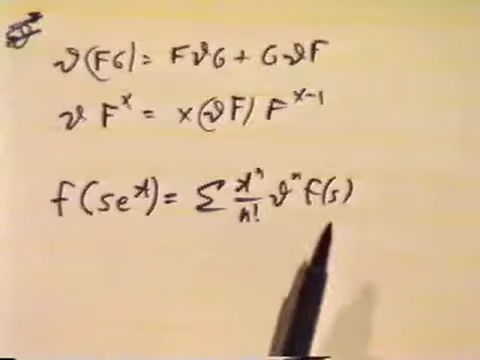 ϑ(FG) = FϑG + GϑF
ϑ F^x = x(ϑF) F^{x-1}
f(se^x) = Σ x^n/n! ϑ^n f(s)